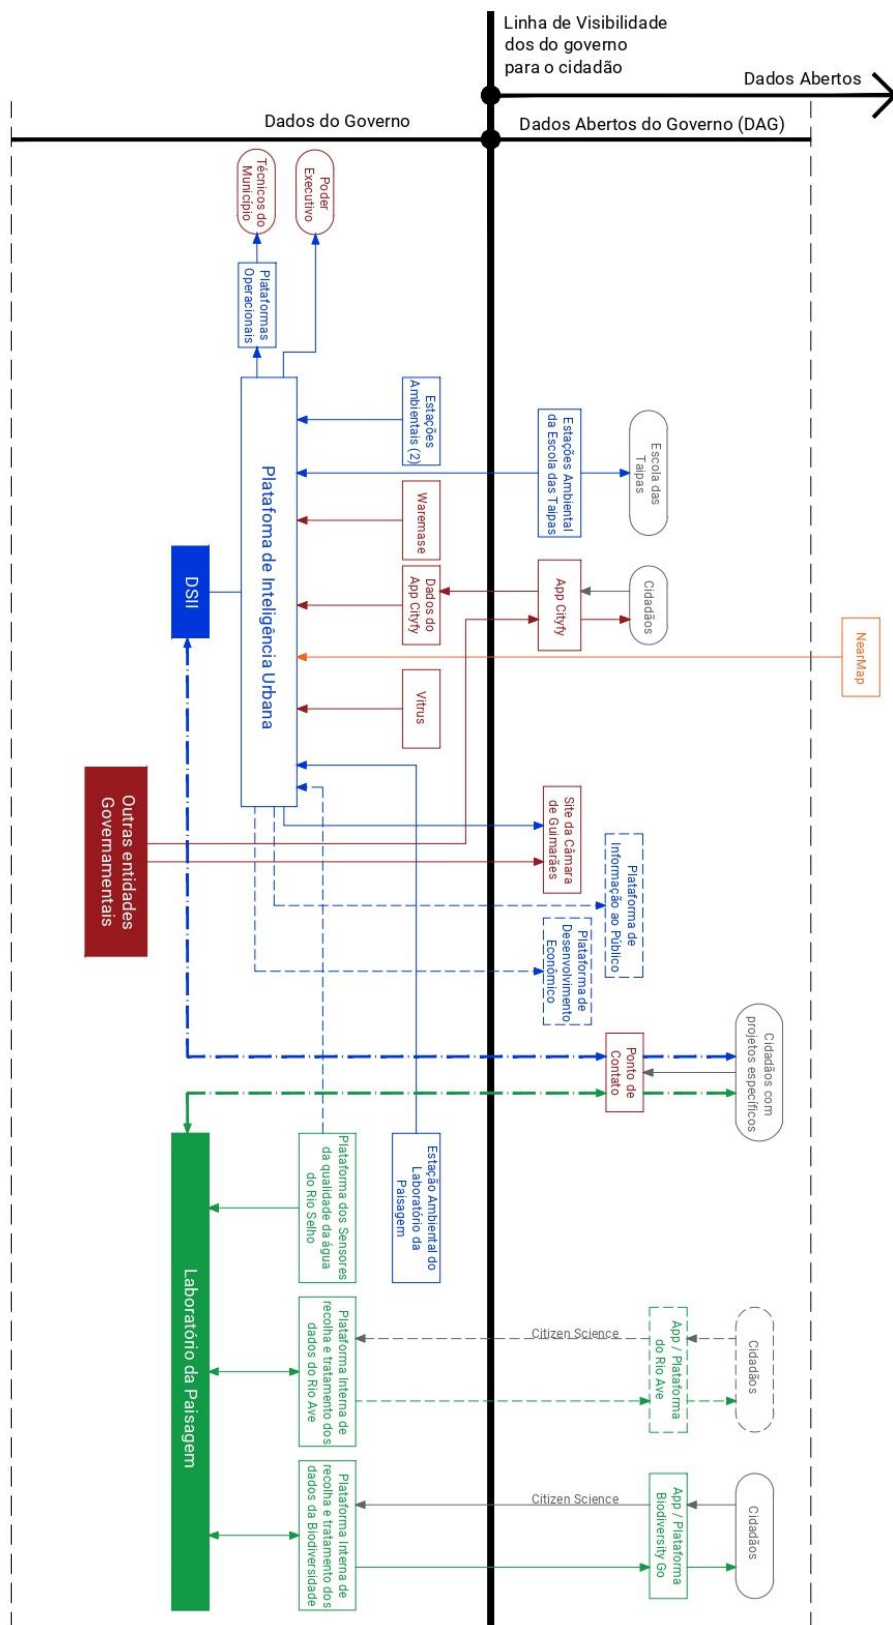 Linha de Visibilidade
dos do governo
para o cidadão
Dados Abertos
Dados do Governo
Dados Abertos do Governo (DAG)
Técnicos do
Município
Poder
Executivo
Plataformas
Operacionais
Estações
Ambientais (2)
Estações Ambiental
da Escola das Taipas
Escola das
Taipas
Platafoma de Inteligência Urbana
Waremase
DSII
Dados do
App Cityfy
App Cityfy
Cidadãos
NearMap
Vitrus
Outras entidades
Governamentais
Site da Câmara
de Guimarães
Plataforma de
Informação ao Público
Plataforma de
Desenvolvimento
Econômico
Ponto de
Contato
Cidadãos com
projetos específicos
Plataforma dos Sensores
da qualidade da água
do Rio Selho
Estação Ambiental do
Laboratório da
Paisagem
Laboratório da Paisagem
Plataforma Interna de
recolha e tratamento dos
dados do Rio Ave
Citizen Science
App / Plataforma
do Rio Ave
Cidadãos
Plataforma Interna de
recolha e tratamento dos
dados da Biodiversidade
Citizen Science
App / Plataforma
Biodiversity Go
Cidadãos